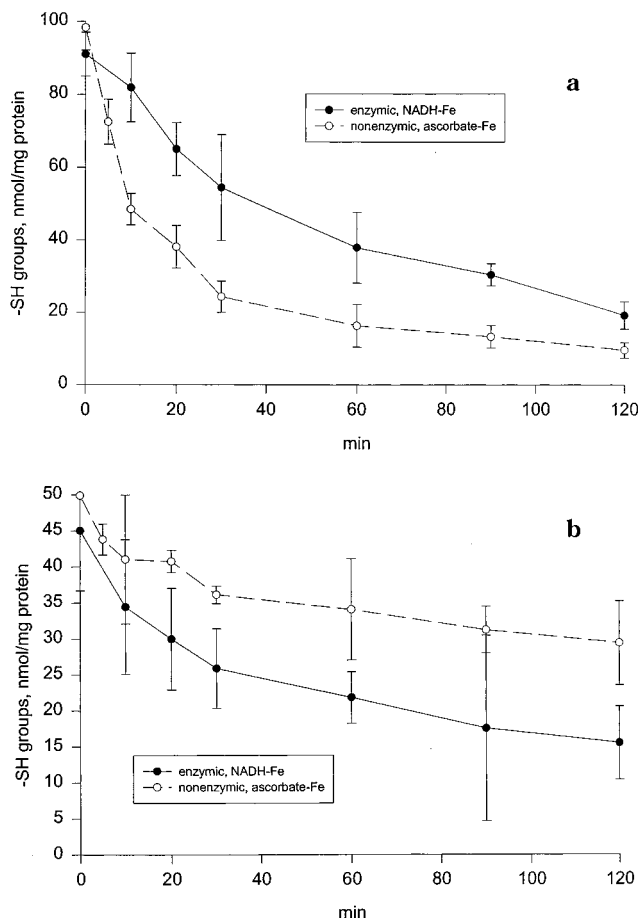 a
100
80
60
40
20
0
-SH groups, nmol/mg protein
enzymic, NADH-Fe
nonenzymic, ascorbate-Fe
0 20 40 60 80 100 120
min
b
50
45
40
35
30
25
20
15
10
5
0
-SH groups, nmol/mg protein
enzymic, NADH-Fe
nonenzymic, ascorbate-Fe
0 20 40 60 80 100 120
min